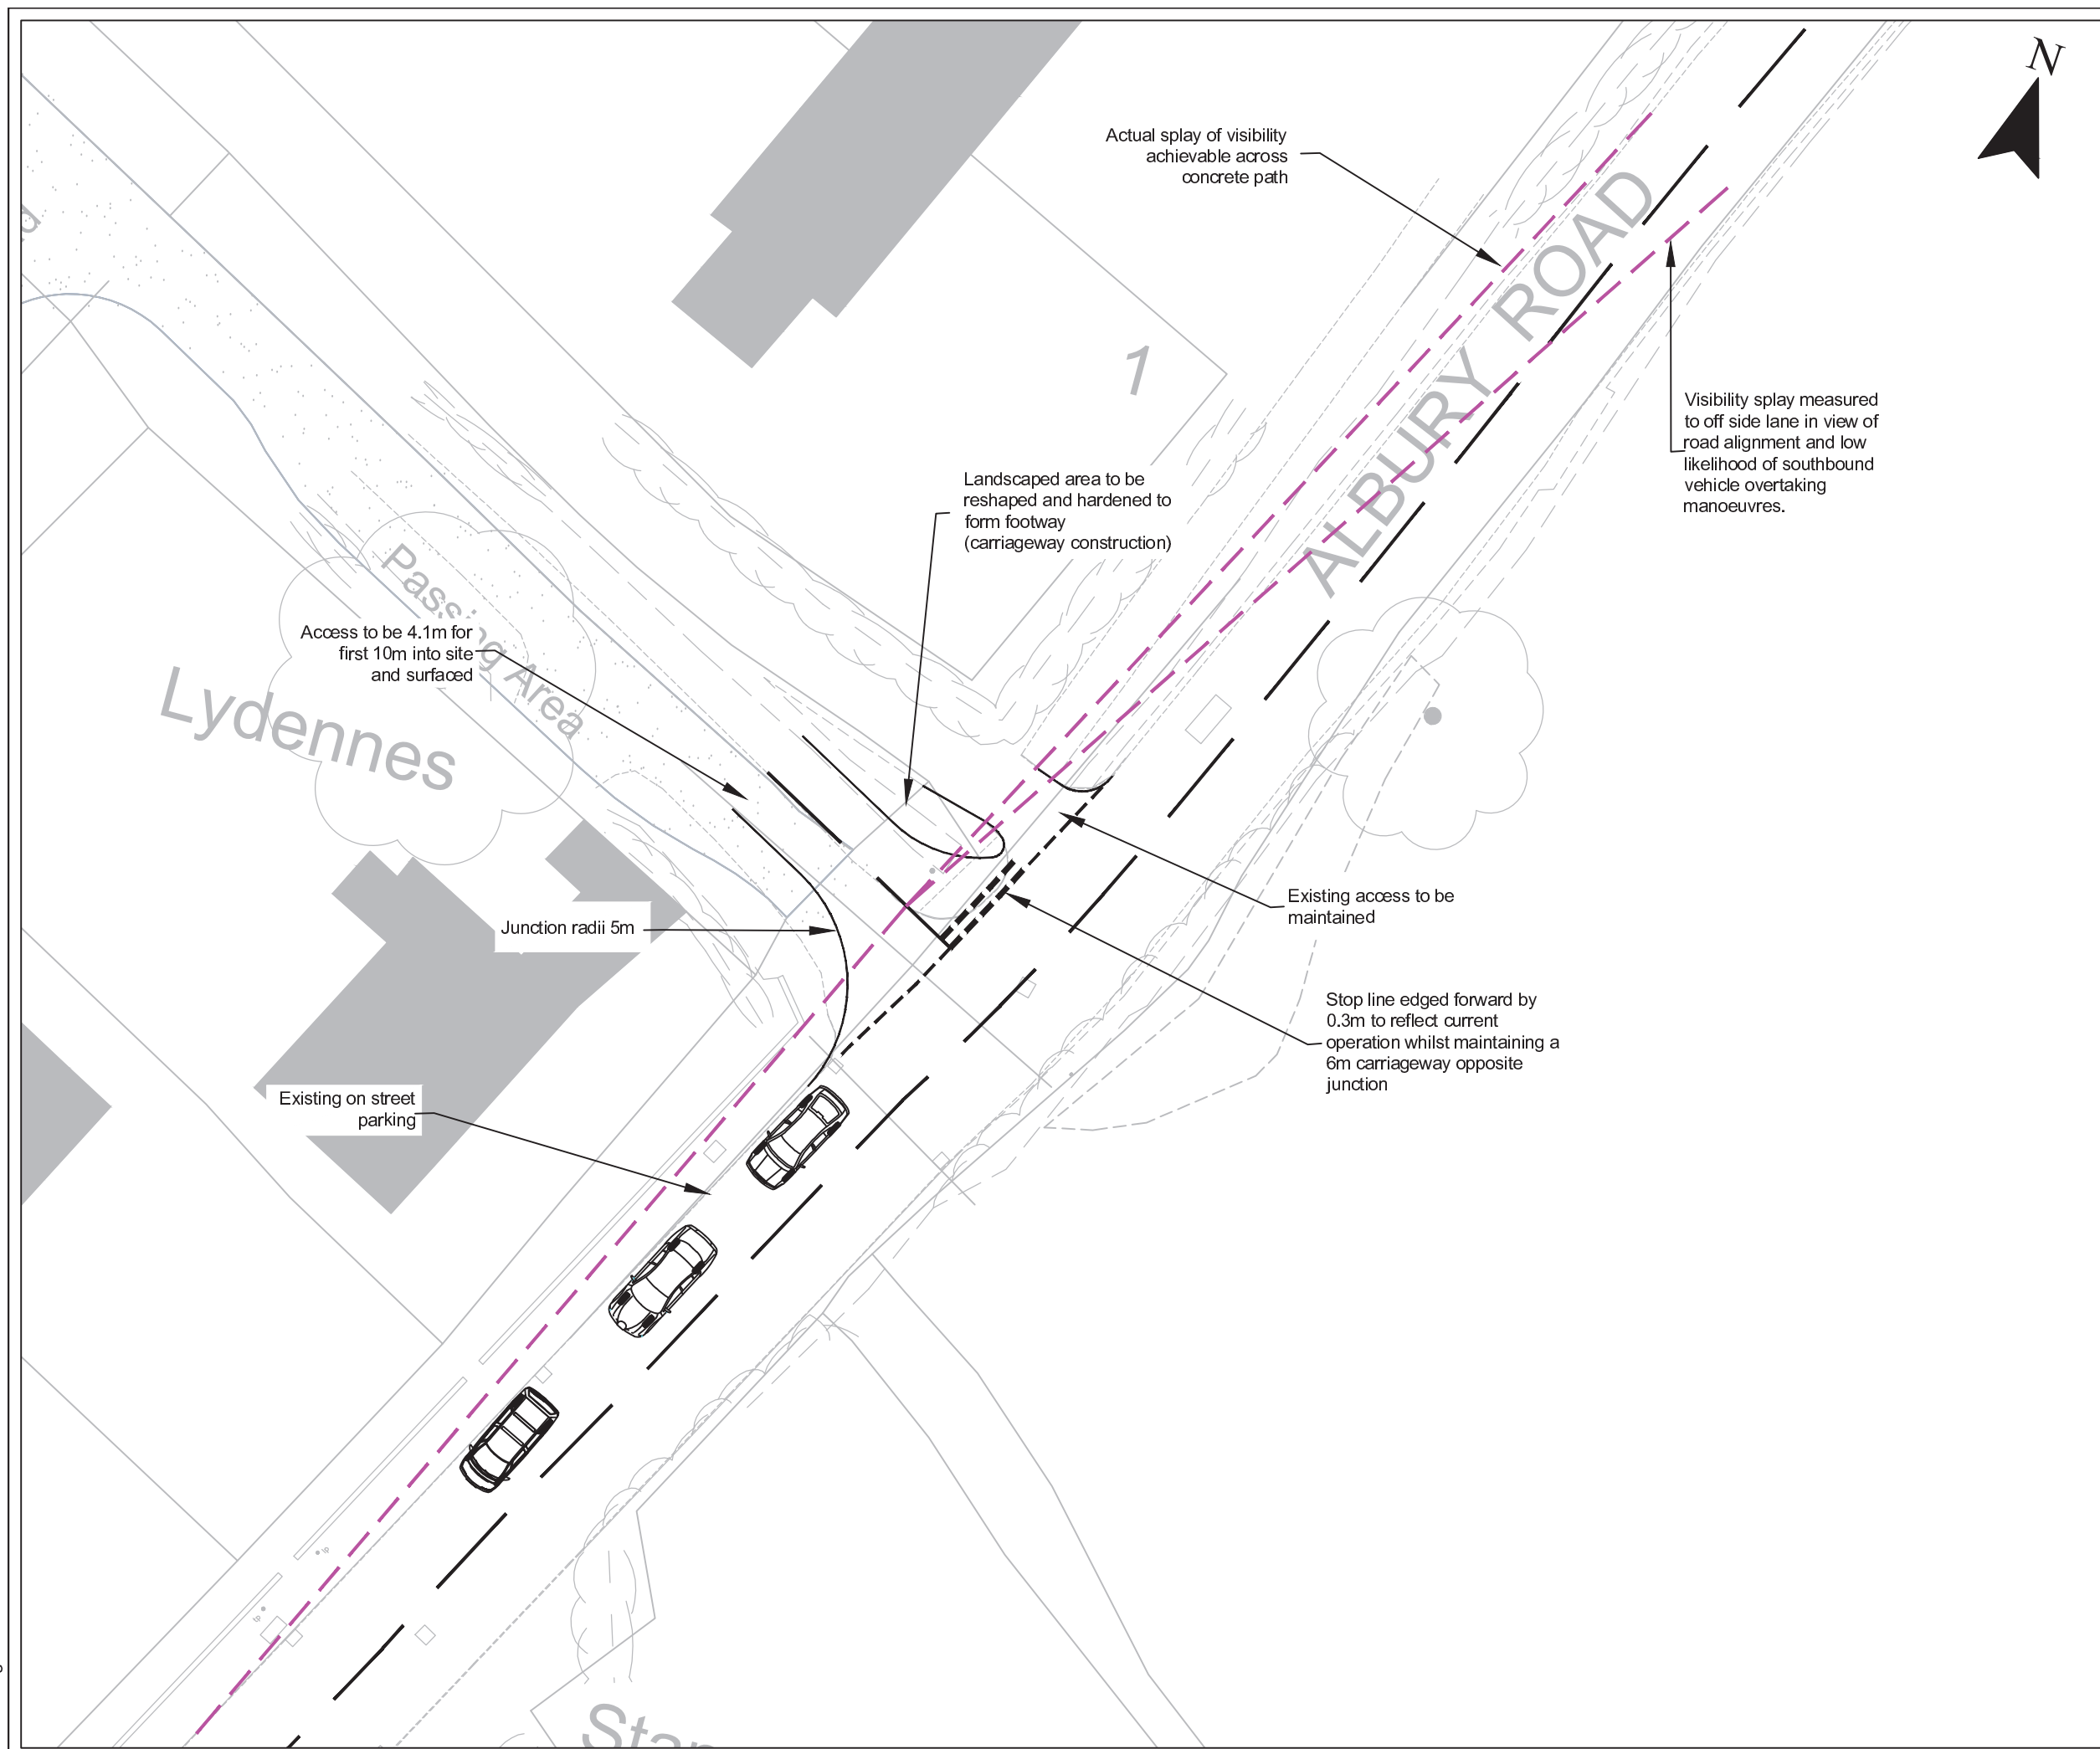 N
Actual splay of visibility
achievable across
concrete path
ALBURY ROAD
1
Visibility splay measured
to off side lane in view of
road alignment and low
likelihood of southbound
vehicle overtaking
manoeuvres.
Landscaped area to be
reshaped and hardened to
form footway
(carriageway construction)
Passing Area
Access to be 4.1m for
first 10m into site
and surfaced
Lydennes
Existing access to be
maintained
Junction radii 5m
Stop line edged forward by
0.3m to reflect current
operation whilst maintaining a
6m carriageway opposite
junction
Existing on street
parking